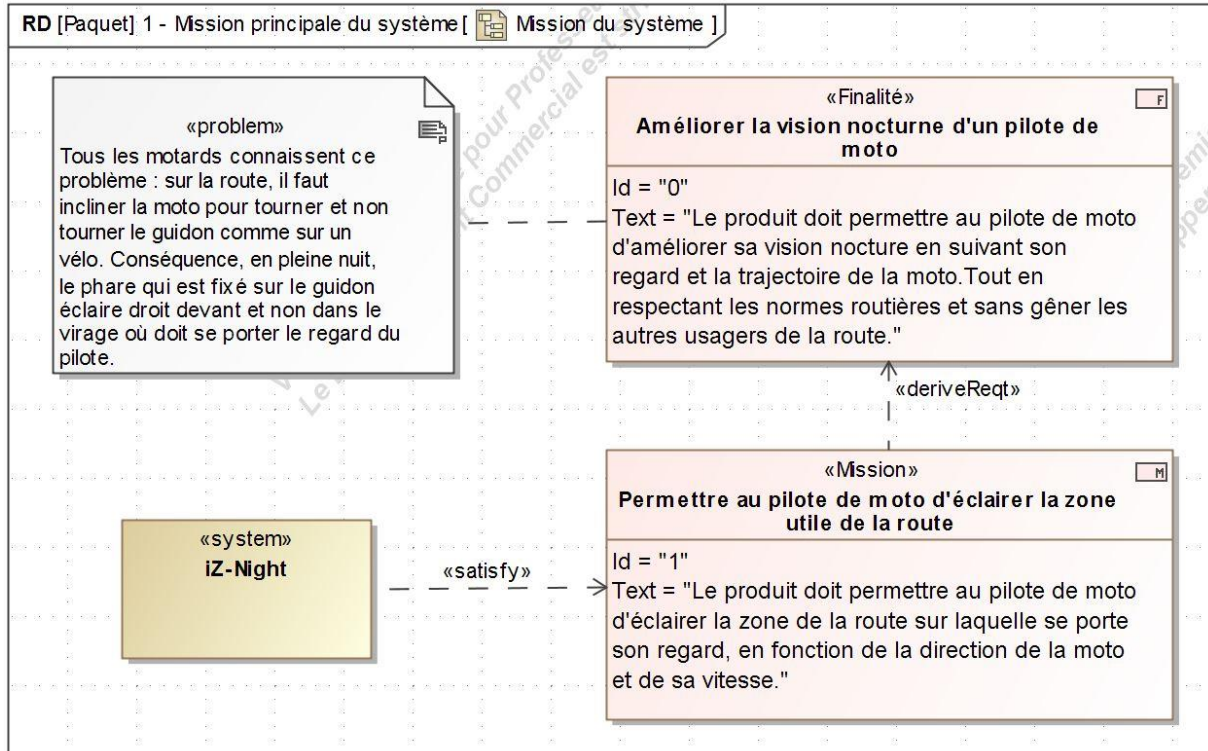 RD [Paquet] 1 - Mission principale du système [ Mission du système ]
«problem»
Tous les motards connaissent ce
problème : sur la route, il faut
incliner la moto pour tourner et non
tourner le guidon comme sur un
vélo. Conséquence, en pleine nuit,
le phare qui est fixé sur le guidon
éclaire droit devant et non dans le
virage où doit se porter le regard du
pilote.
«Finalité»
F
Améliorer la vision nocturne d'un pilote de
moto
Id = "0"
Text = "Le produit doit permettre au pilote de moto
d'améliorer sa vision nocture en suivant son
regard et la trajectoire de la moto.Tout en
respectant les normes routières et sans gêner les
autres usagers de la route."
«deriveReqt»
«Mission»
M
Permettre au pilote de moto d'éclairer la zone
utile de la route
Id = "1"
Text = "Le produit doit permettre au pilote de moto
d'éclairer la zone de la route sur laquelle se porte
son regard, en fonction de la direction de la moto
et de sa vitesse."
«system»
iZ-Night
«satisfy»
pour Profes
Commercial est